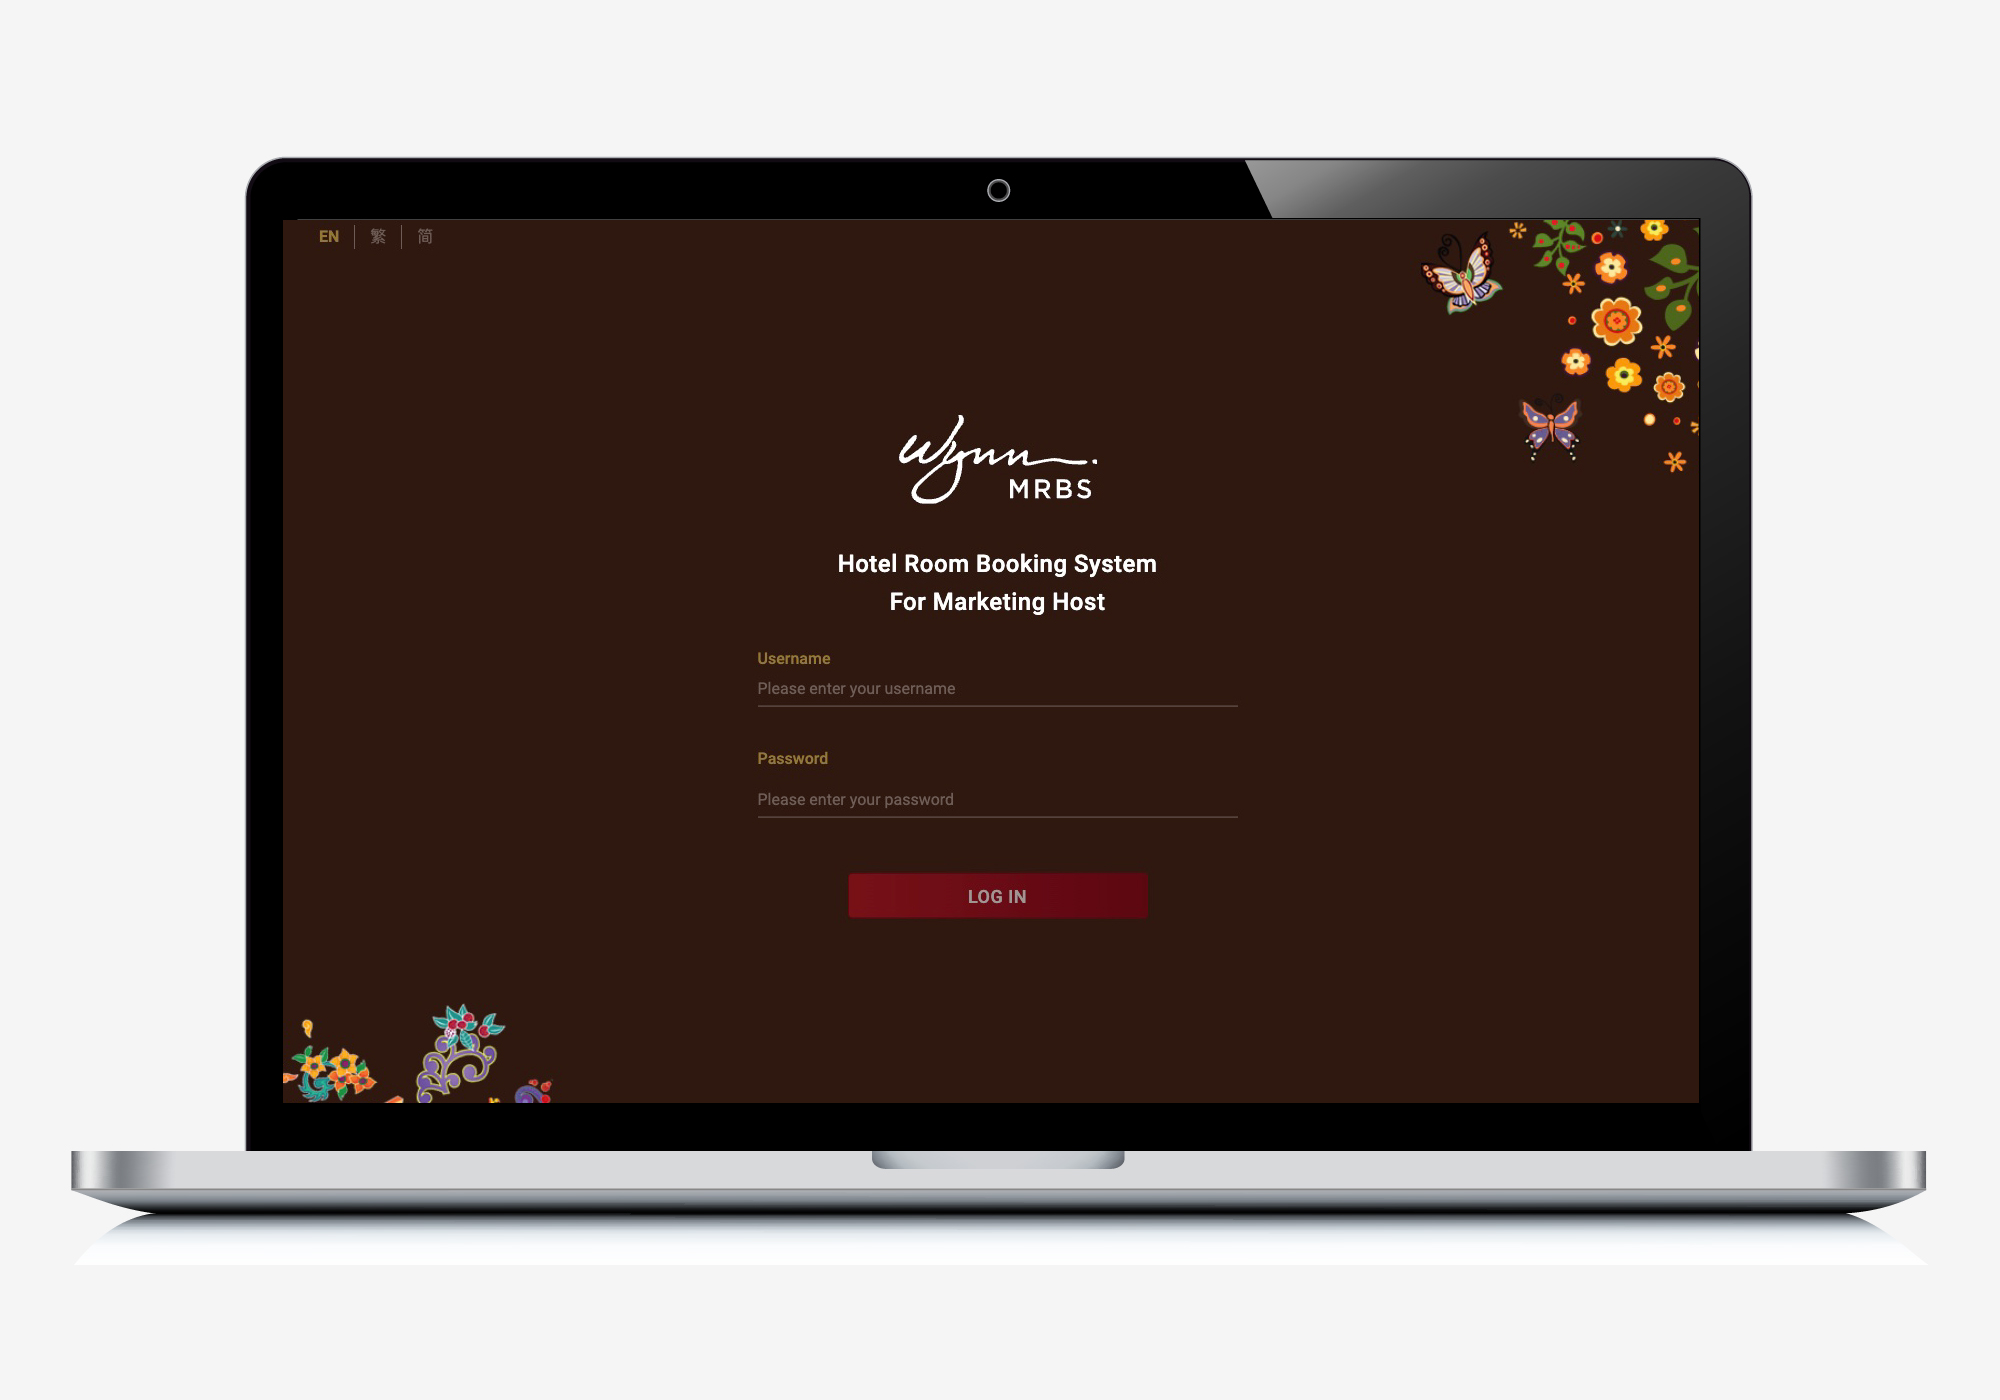 EN 繁 简
Wynn.
MRBS
Hotel Room Booking System
For Marketing Host
Username
Please enter your username
Password
Please enter your password
LOG IN